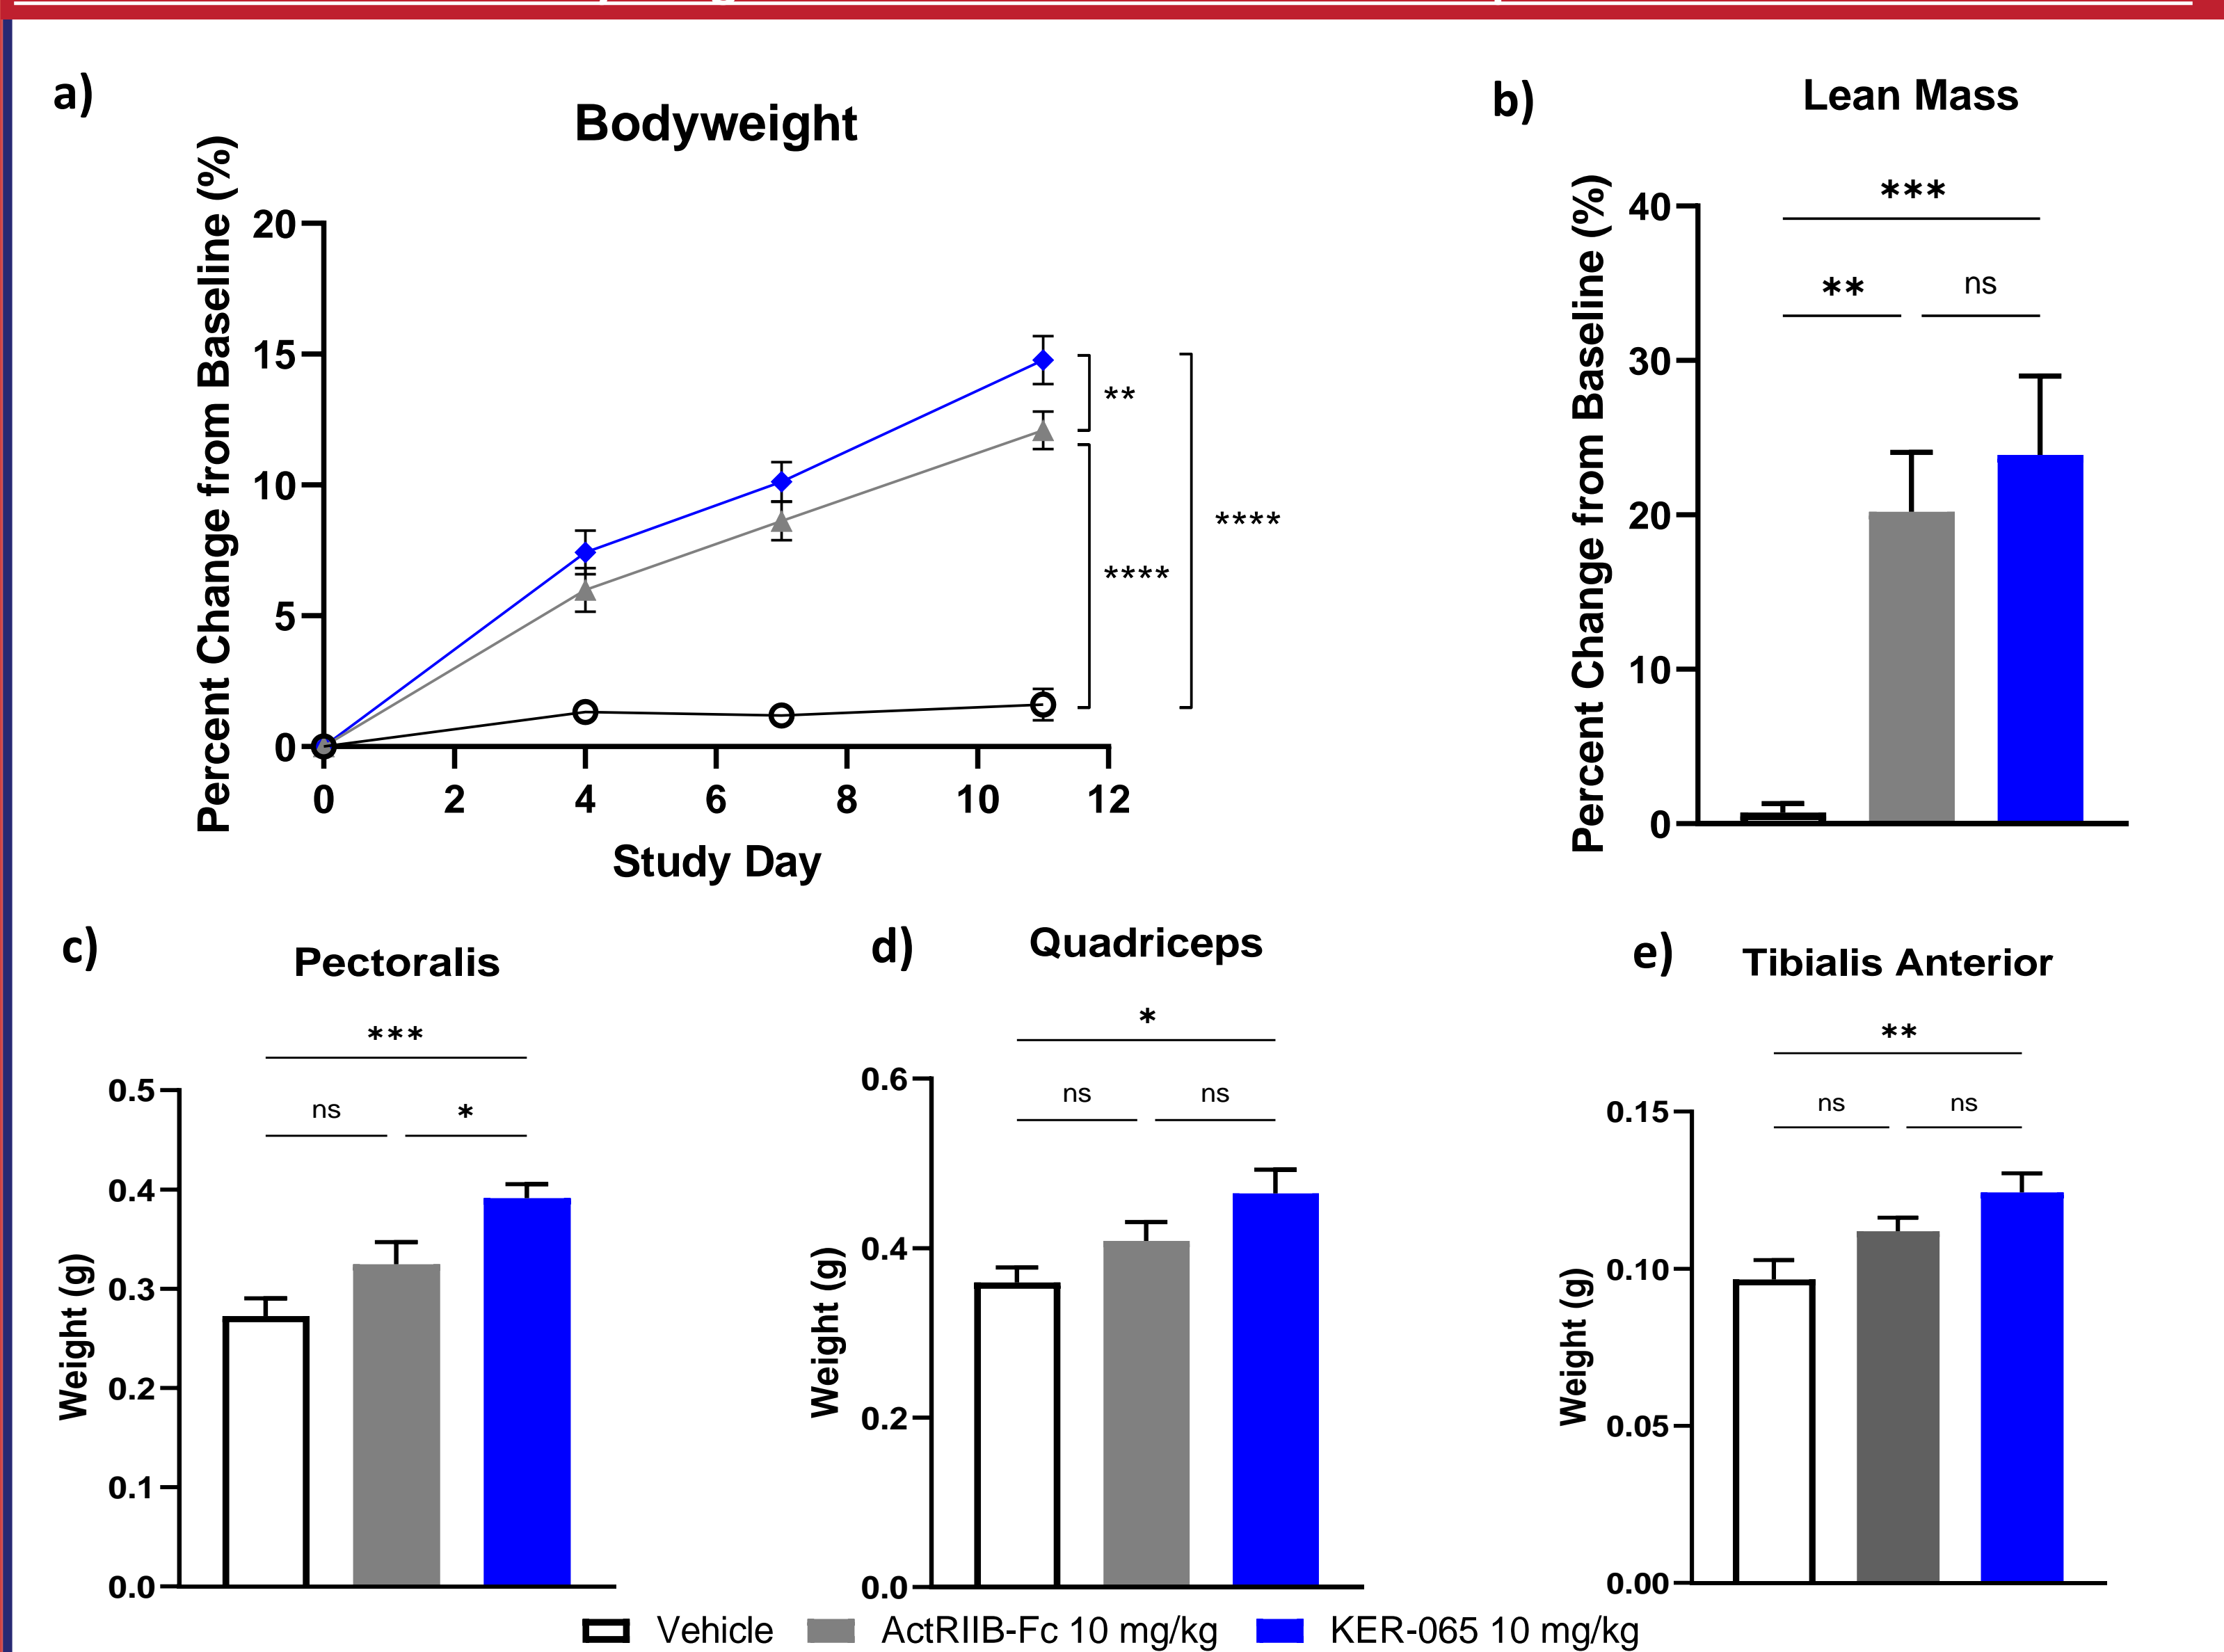 a)
Bodyweight
Percent Change from Baseline (%)
20
15
10
5
0
0 2 4 6 8 10 12
Study Day
**
****
****
b)
Lean Mass
Percent Change from Baseline (%)
40
30
20
10
0
***
** ns
c)
Pectoralis
***
ns *
Weight (g)
0.5
0.4
0.3
0.2
0.1
0.0
d)
Quadriceps
*
ns ns
Weight (g)
0.6
0.4
0.2
0.0
e)
Tibialis Anterior
**
ns ns
Weight (g)
0.15
0.10
0.05
0.00
Vehicle ActRIIB-Fc 10 mg/kg KER-065 10 mg/kg